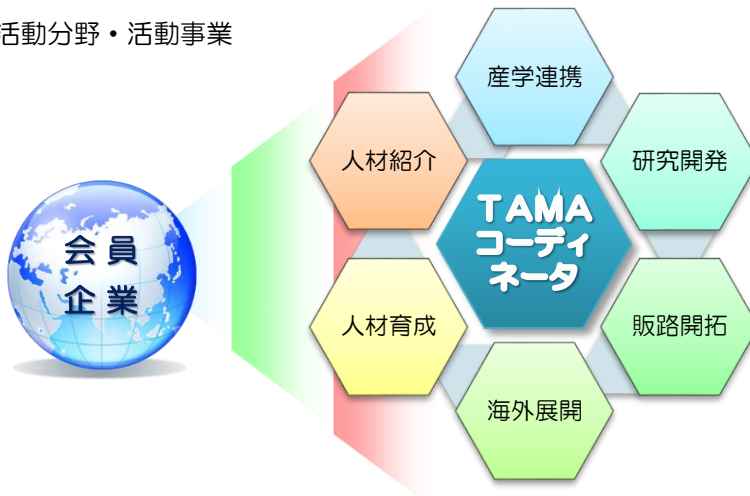 活動分野・活動事業
産学連携
人材紹介
研究開発
TAMA
コーディ
ネータ
会員
企業
人材育成
販路開拓
海外展開